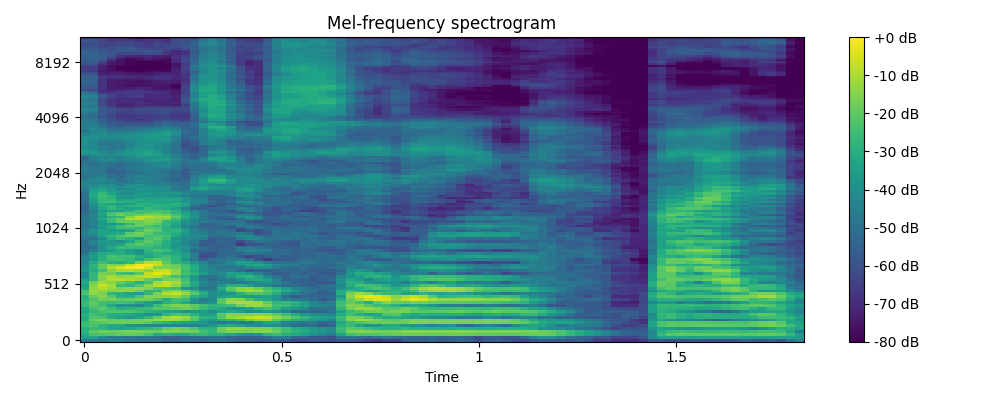 Mel-frequency spectrogram
Hz
8192
4096
2048
1024
512
0
0
0.5
1
1.5
Time
+0 dB
-10 dB
-20 dB
-30 dB
-40 dB
-50 dB
-60 dB
-70 dB
-80 dB